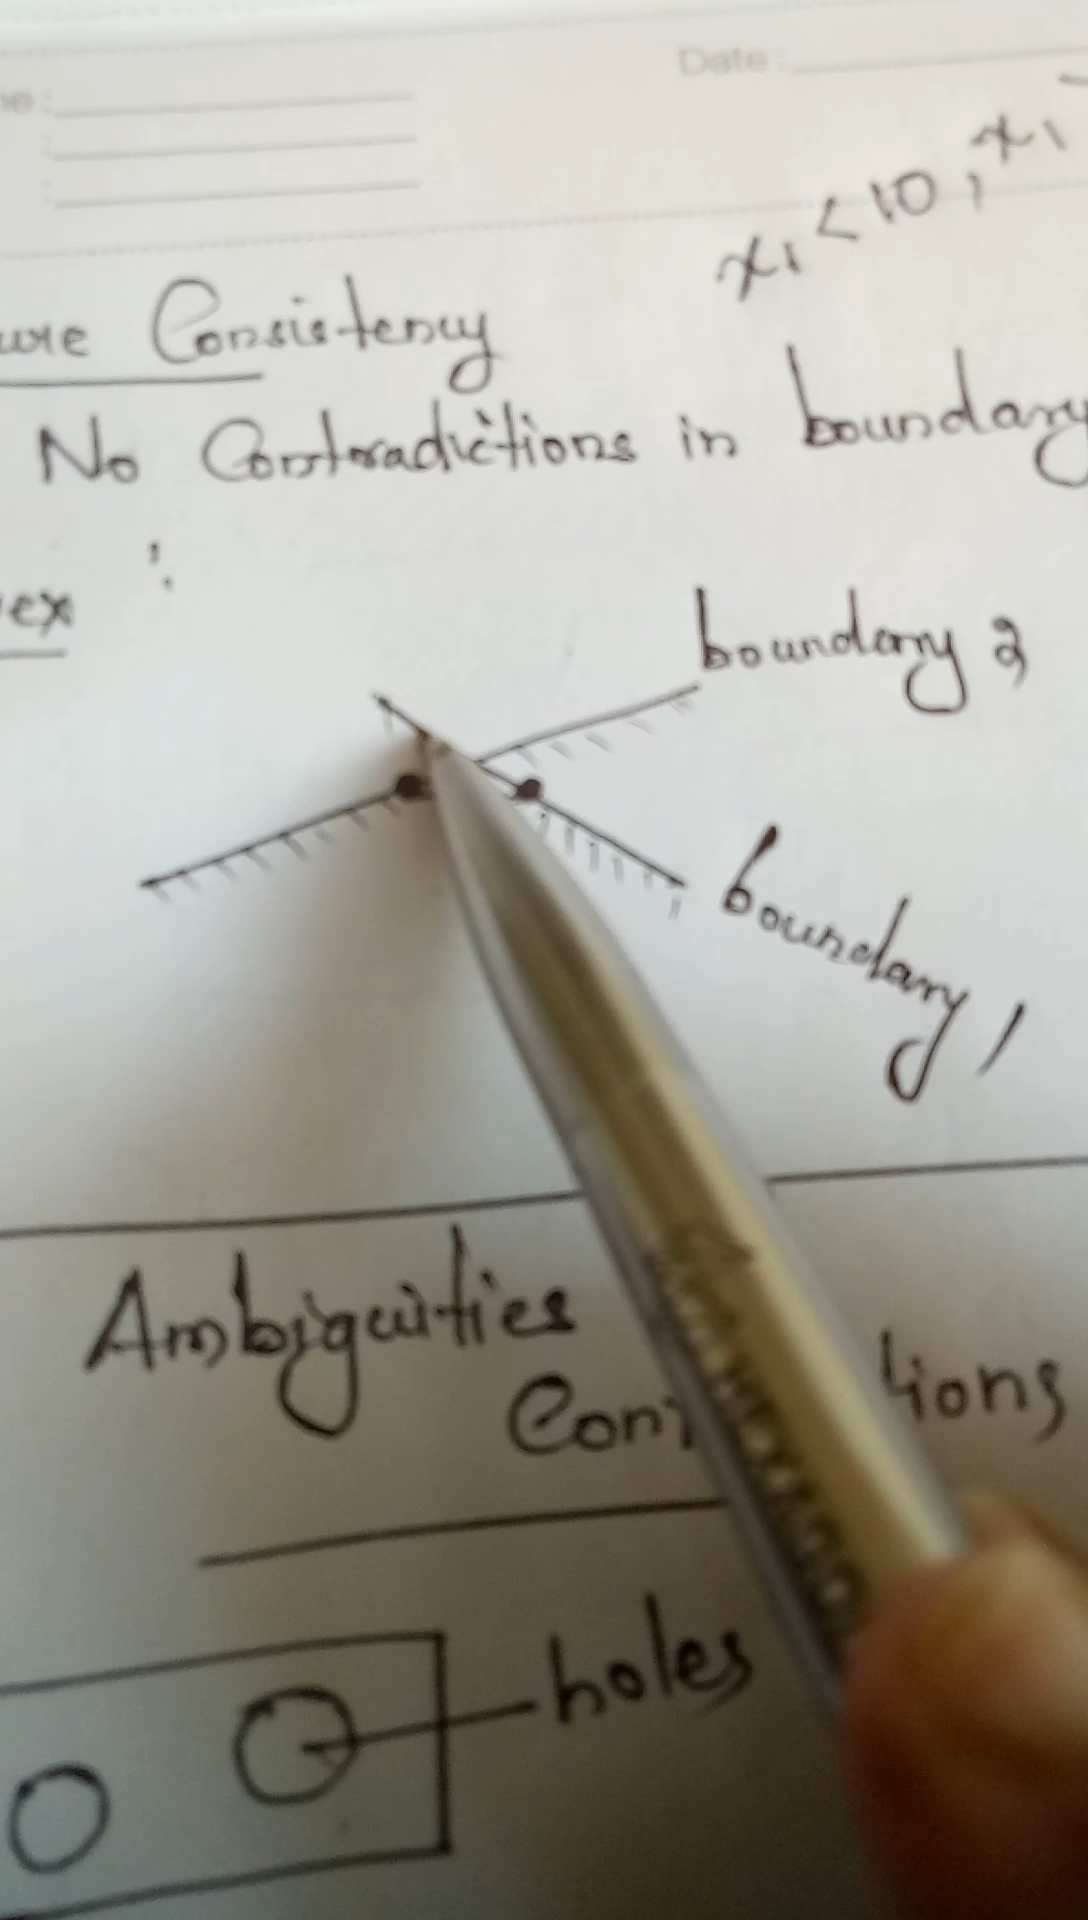 Date :
x₁ < 10, x₁
Consistency
No Contradictions in boundary
ex :
boundary 2
boundary 1
Ambiguities
holes